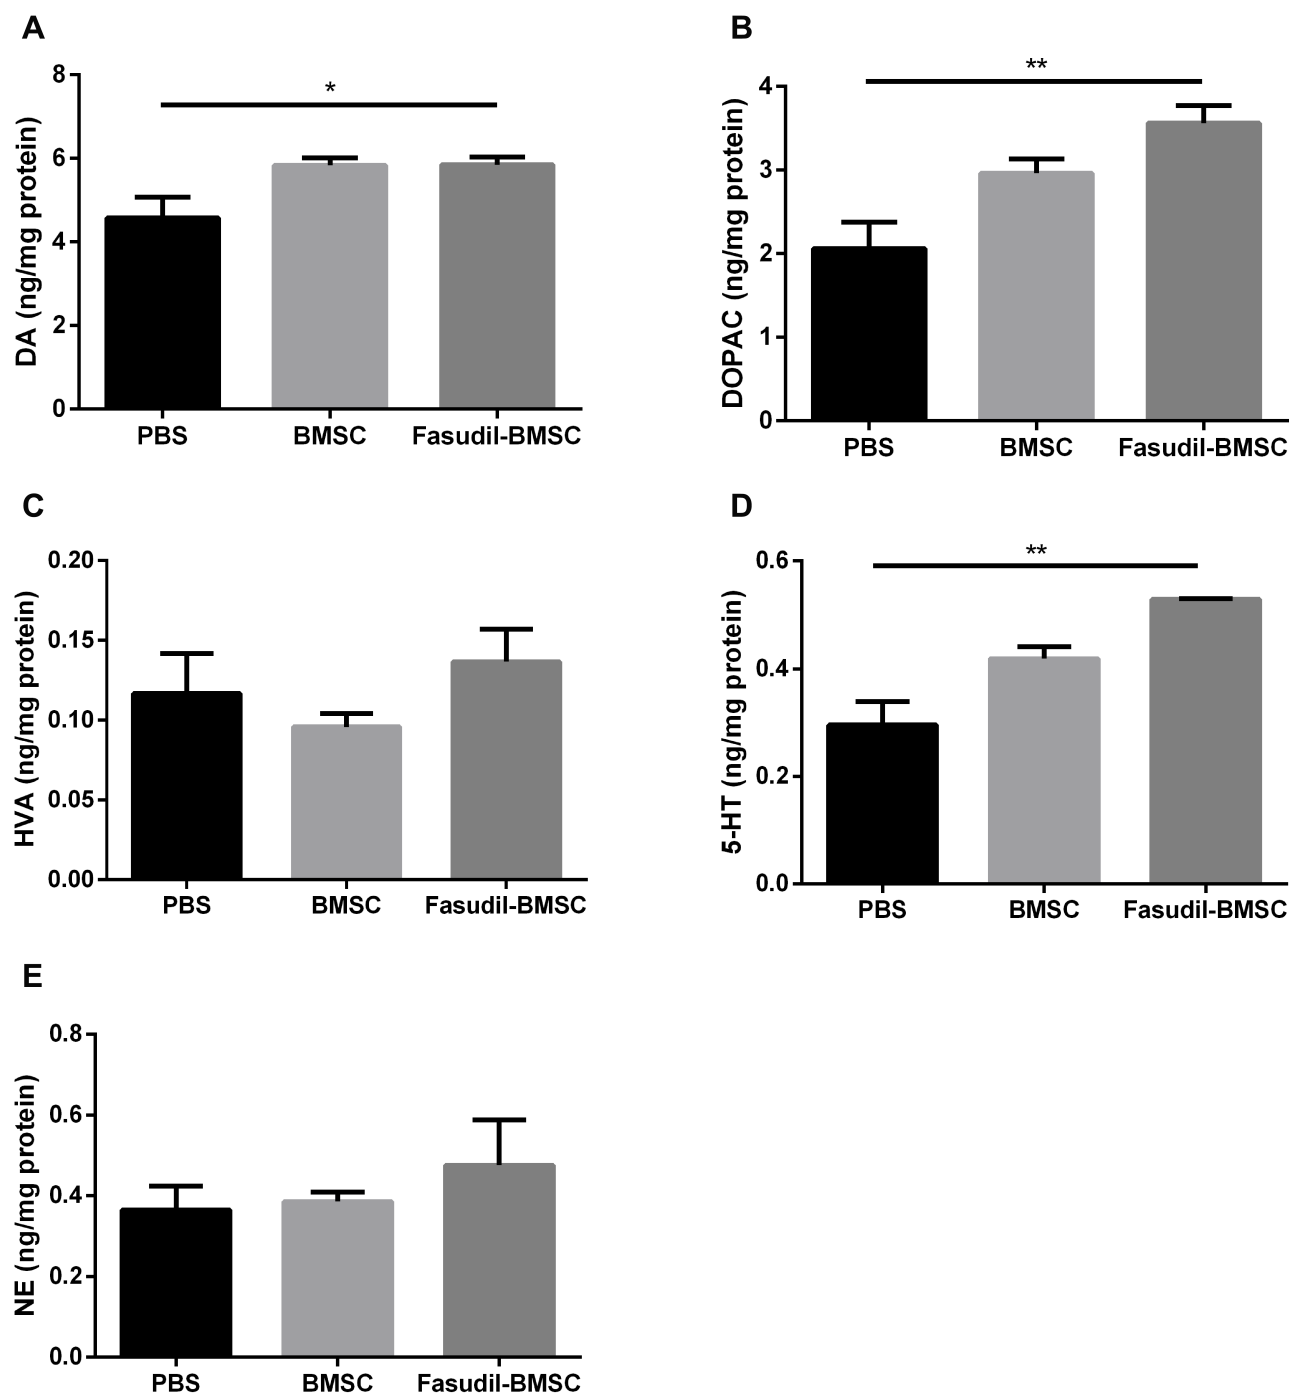 A
DA (ng/mg protein)
8
6
4
2
0
*
PBS
BMSC
Fasudil-BMSC
B
DOPAC (ng/mg protein)
4
3
2
1
0
**
PBS
BMSC
Fasudil-BMSC
C
HVA (ng/mg protein)
0.20
0.15
0.10
0.05
0.00
PBS
BMSC
Fasudil-BMSC
D
5-HT (ng/mg protein)
0.6
0.4
0.2
0.0
**
PBS
BMSC
Fasudil-BMSC
E
NE (ng/mg protein)
0.8
0.6
0.4
0.2
0.0
PBS
BMSC
Fasudil-BMSC